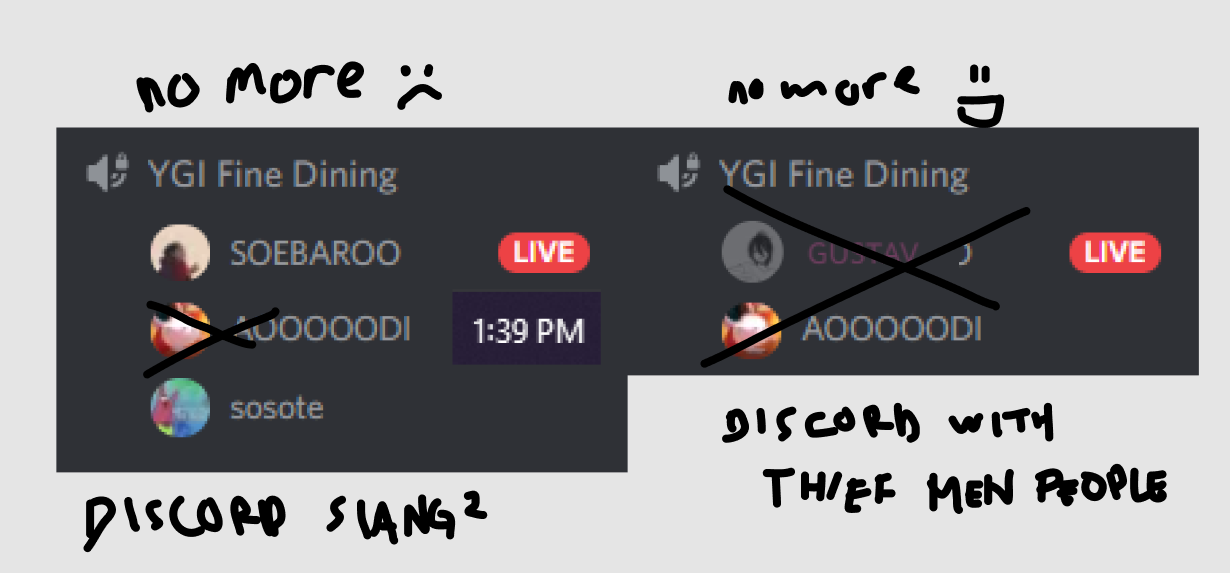 no more :(
YGI Fine Dining
SOEBAROO LIVE
AOOOOODI 1:39 PM
sosote
DISCORD SLANG²
no more =D
YGI Fine Dining
GUSTAV LIVE
AOOOOODI
DISCORD WITH
THIEF MEN PEOPLE